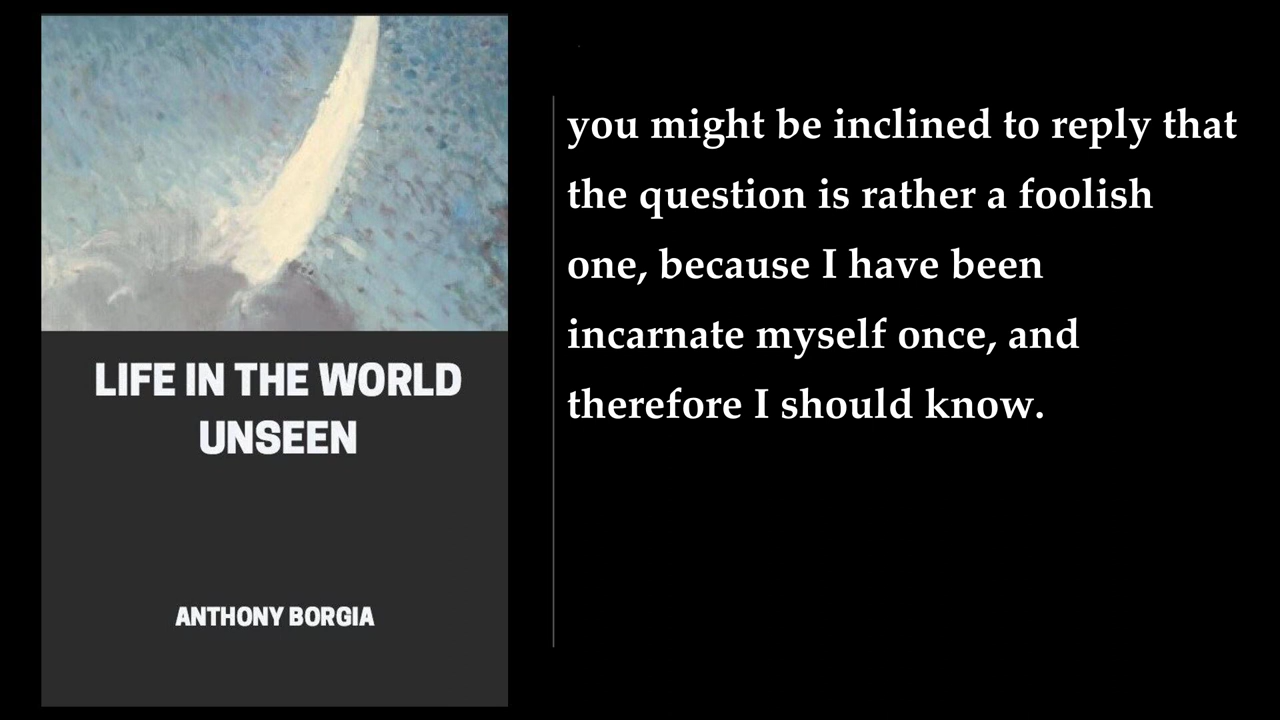 LIFE IN THE WORLD
UNSEEN
ANTHONY BORGIA
you might be inclined to reply that
the question is rather a foolish
one, because I have been
incarnate myself once, and
therefore I should know.